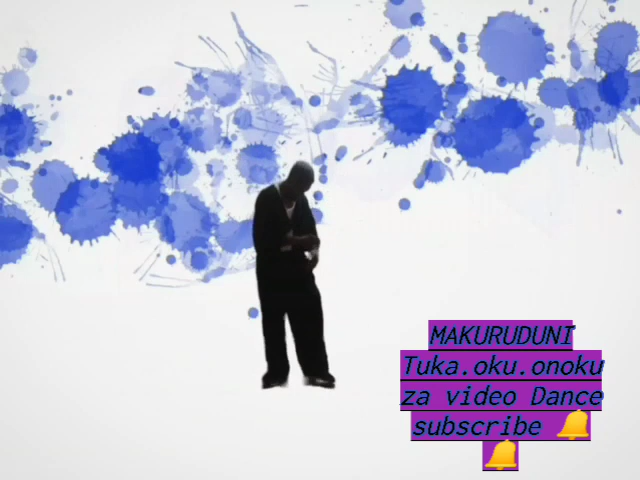 MAKURUDUNI
Tuka.oku.onoku
za video Dance
subscribe 🔔
🔔